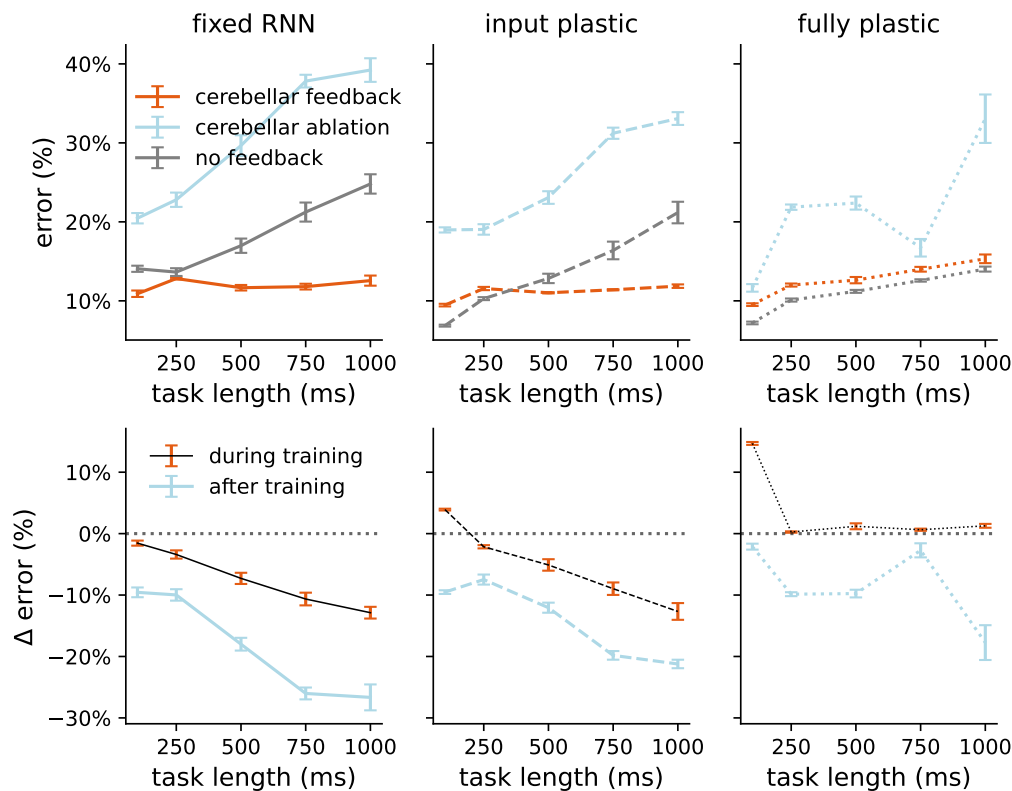 fixed RNN
input plastic
fully plastic
error (%)
40%
30%
20%
10%
cerebellar feedback
cerebellar ablation
no feedback
250 500 750 1000
250 500 750 1000
250 500 750 1000
task length (ms)
task length (ms)
task length (ms)
Δ error (%)
10%
0%
−10%
−20%
−30%
during training
after training
250 500 750 1000
250 500 750 1000
250 500 750 1000
task length (ms)
task length (ms)
task length (ms)